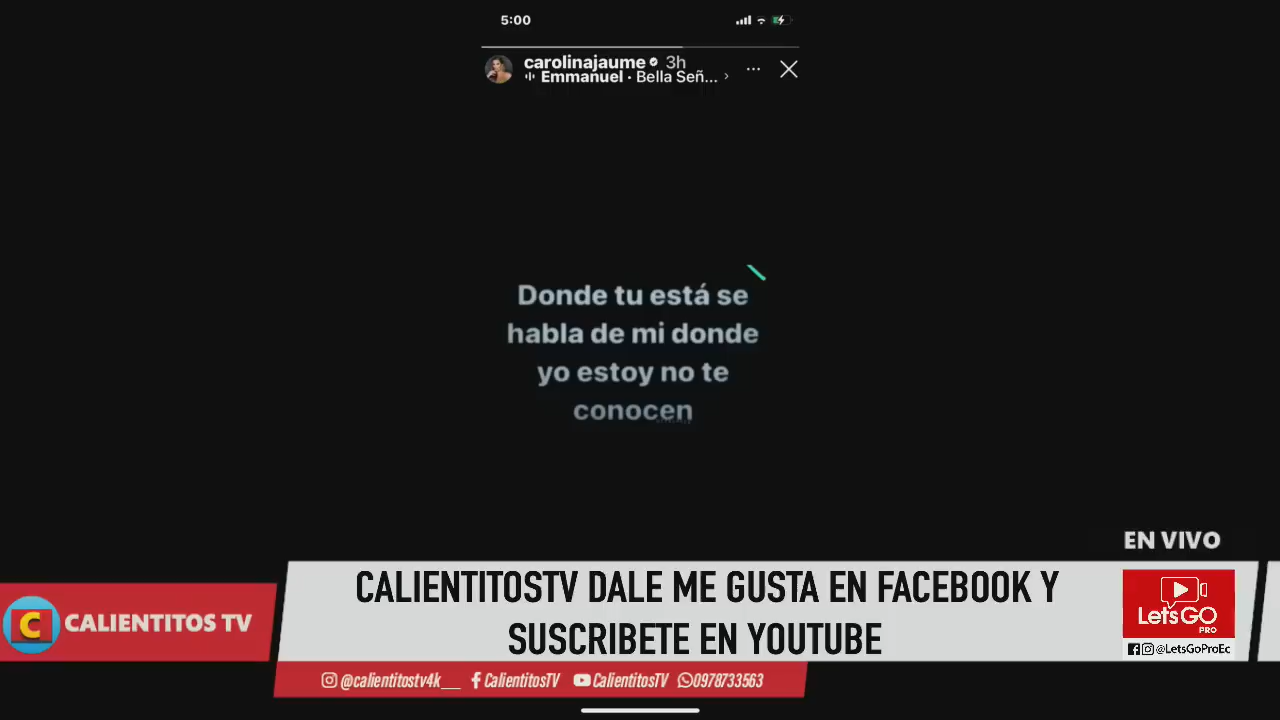 5:00
carolinajaume 3h
Emmanuel · Bella Señ... ›
Donde tu está se
habla de mi donde
yo estoy no te
conocen
EN VIVO
CALIENTITOSTV DALE ME GUSTA EN FACEBOOK Y
SUSCRIBETE EN YOUTUBE
C CALIENTITOS TV
LetsGO
PRO
@LetsGoProEc
@calientitostv4k__ CalientitosTV CalientitosTV 0978733563